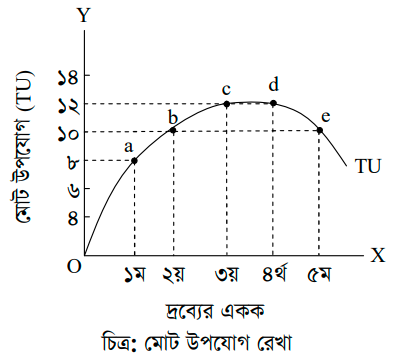 Y
মোট উপযোগ (TU)
১৪
১২
১০
৮
৬
৪
a
b
c
d
e
TU
O
X
১ম ২য় ৩য় ৪র্থ ৫ম
দ্রব্যের একক
চিত্র: মোট উপযোগ রেখা